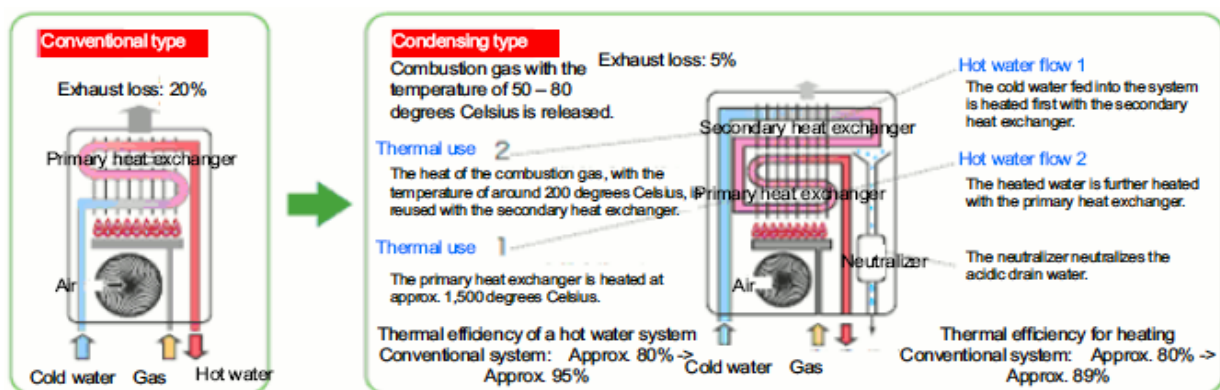 Conventional type
Exhaust loss: 20%
Primary heat exchanger
Air
Cold water
Gas
Hot water
Condensing type
Combustion gas with the
temperature of 50 – 80
degrees Celsius is released.
Exhaust loss: 5%
Thermal use 2
The heat of the combustion gas, with the
temperature of around 200 degrees Celsius, i
reused with the secondary heat exchanger.
Thermal use 1
The primary heat exchanger is heated at
approx. 1,500 degrees Celsius.
Thermal efficiency of a hot water system
Conventional system: Approx. 80% ->
Approx. 95%
Secondary heat exchanger
Primary heat exchanger
Neutralizer
Air
Cold water
Gas
Hot water
Hot water flow 1
The cold water fed into the system
is heated first with the secondary
heat exchanger.
Hot water flow 2
The heated water is further heated
with the primary heat exchanger.
The neutralizer neutralizes the
acidic drain water.
Thermal efficiency for heating
Conventional system: Approx. 80% ->
Approx. 89%